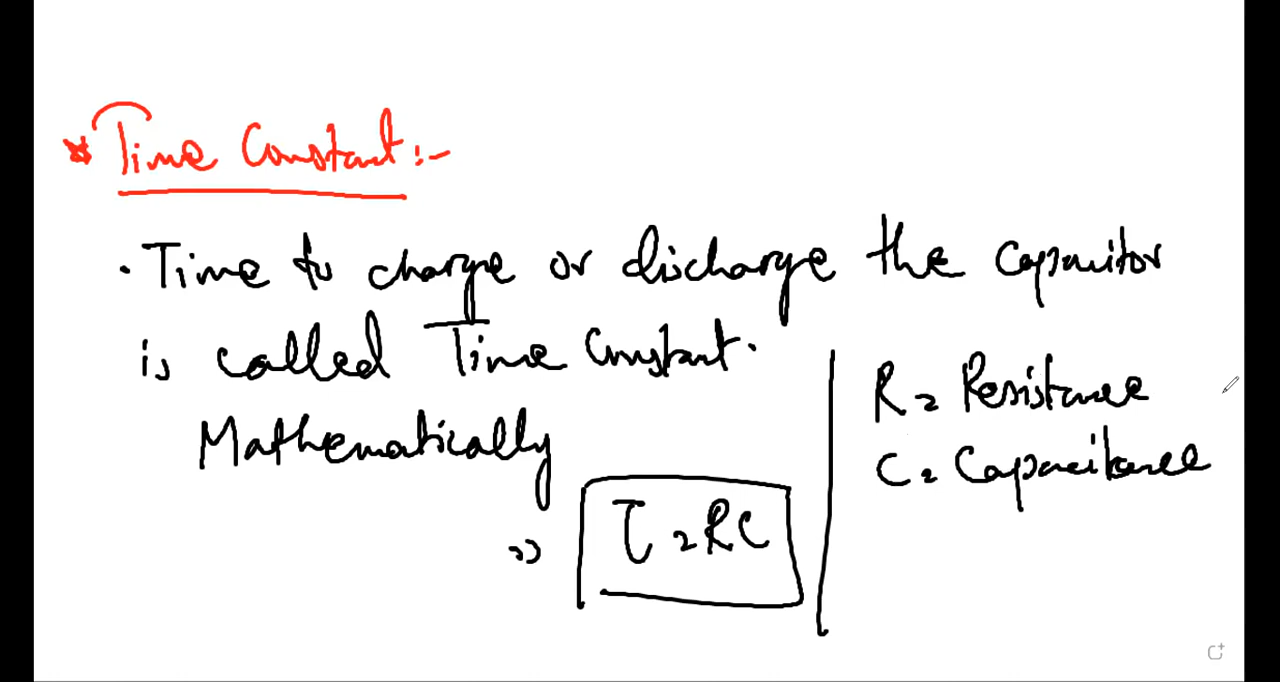 * Time Constant :-
• Time to charge or discharge the capacitor
is called Time Constant.
Mathematically
=> τ = RC
R = Resistance
C = Capacitance